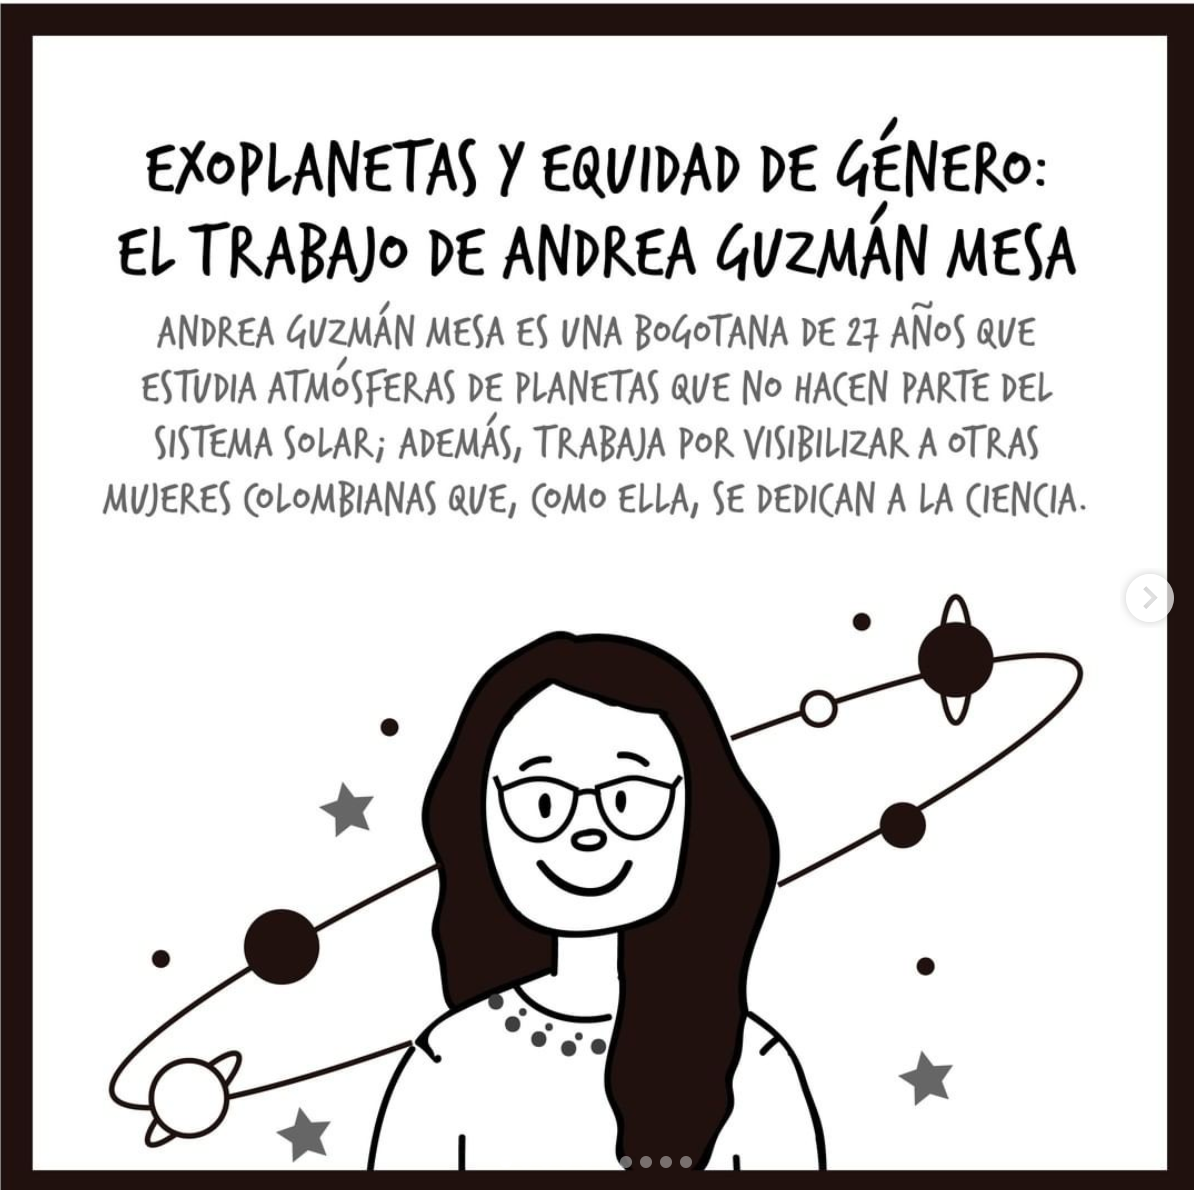 EXOPLANETAS Y EQUIDAD DE GÉNERO:
EL TRABAJO DE ANDREA GUZMÁN MESA
ANDREA GUZMÁN MESA ES UNA BOGOTANA DE 27 AÑOS QUE
ESTUDIA ATMÓSFERAS DE PLANETAS QUE NO HACEN PARTE DEL
SISTEMA SOLAR; ADEMÁS, TRABAJA POR VISIBILIZAR A OTRAS
MUJERES COLOMBIANAS QUE, COMO ELLA, SE DEDICAN A LA CIENCIA.